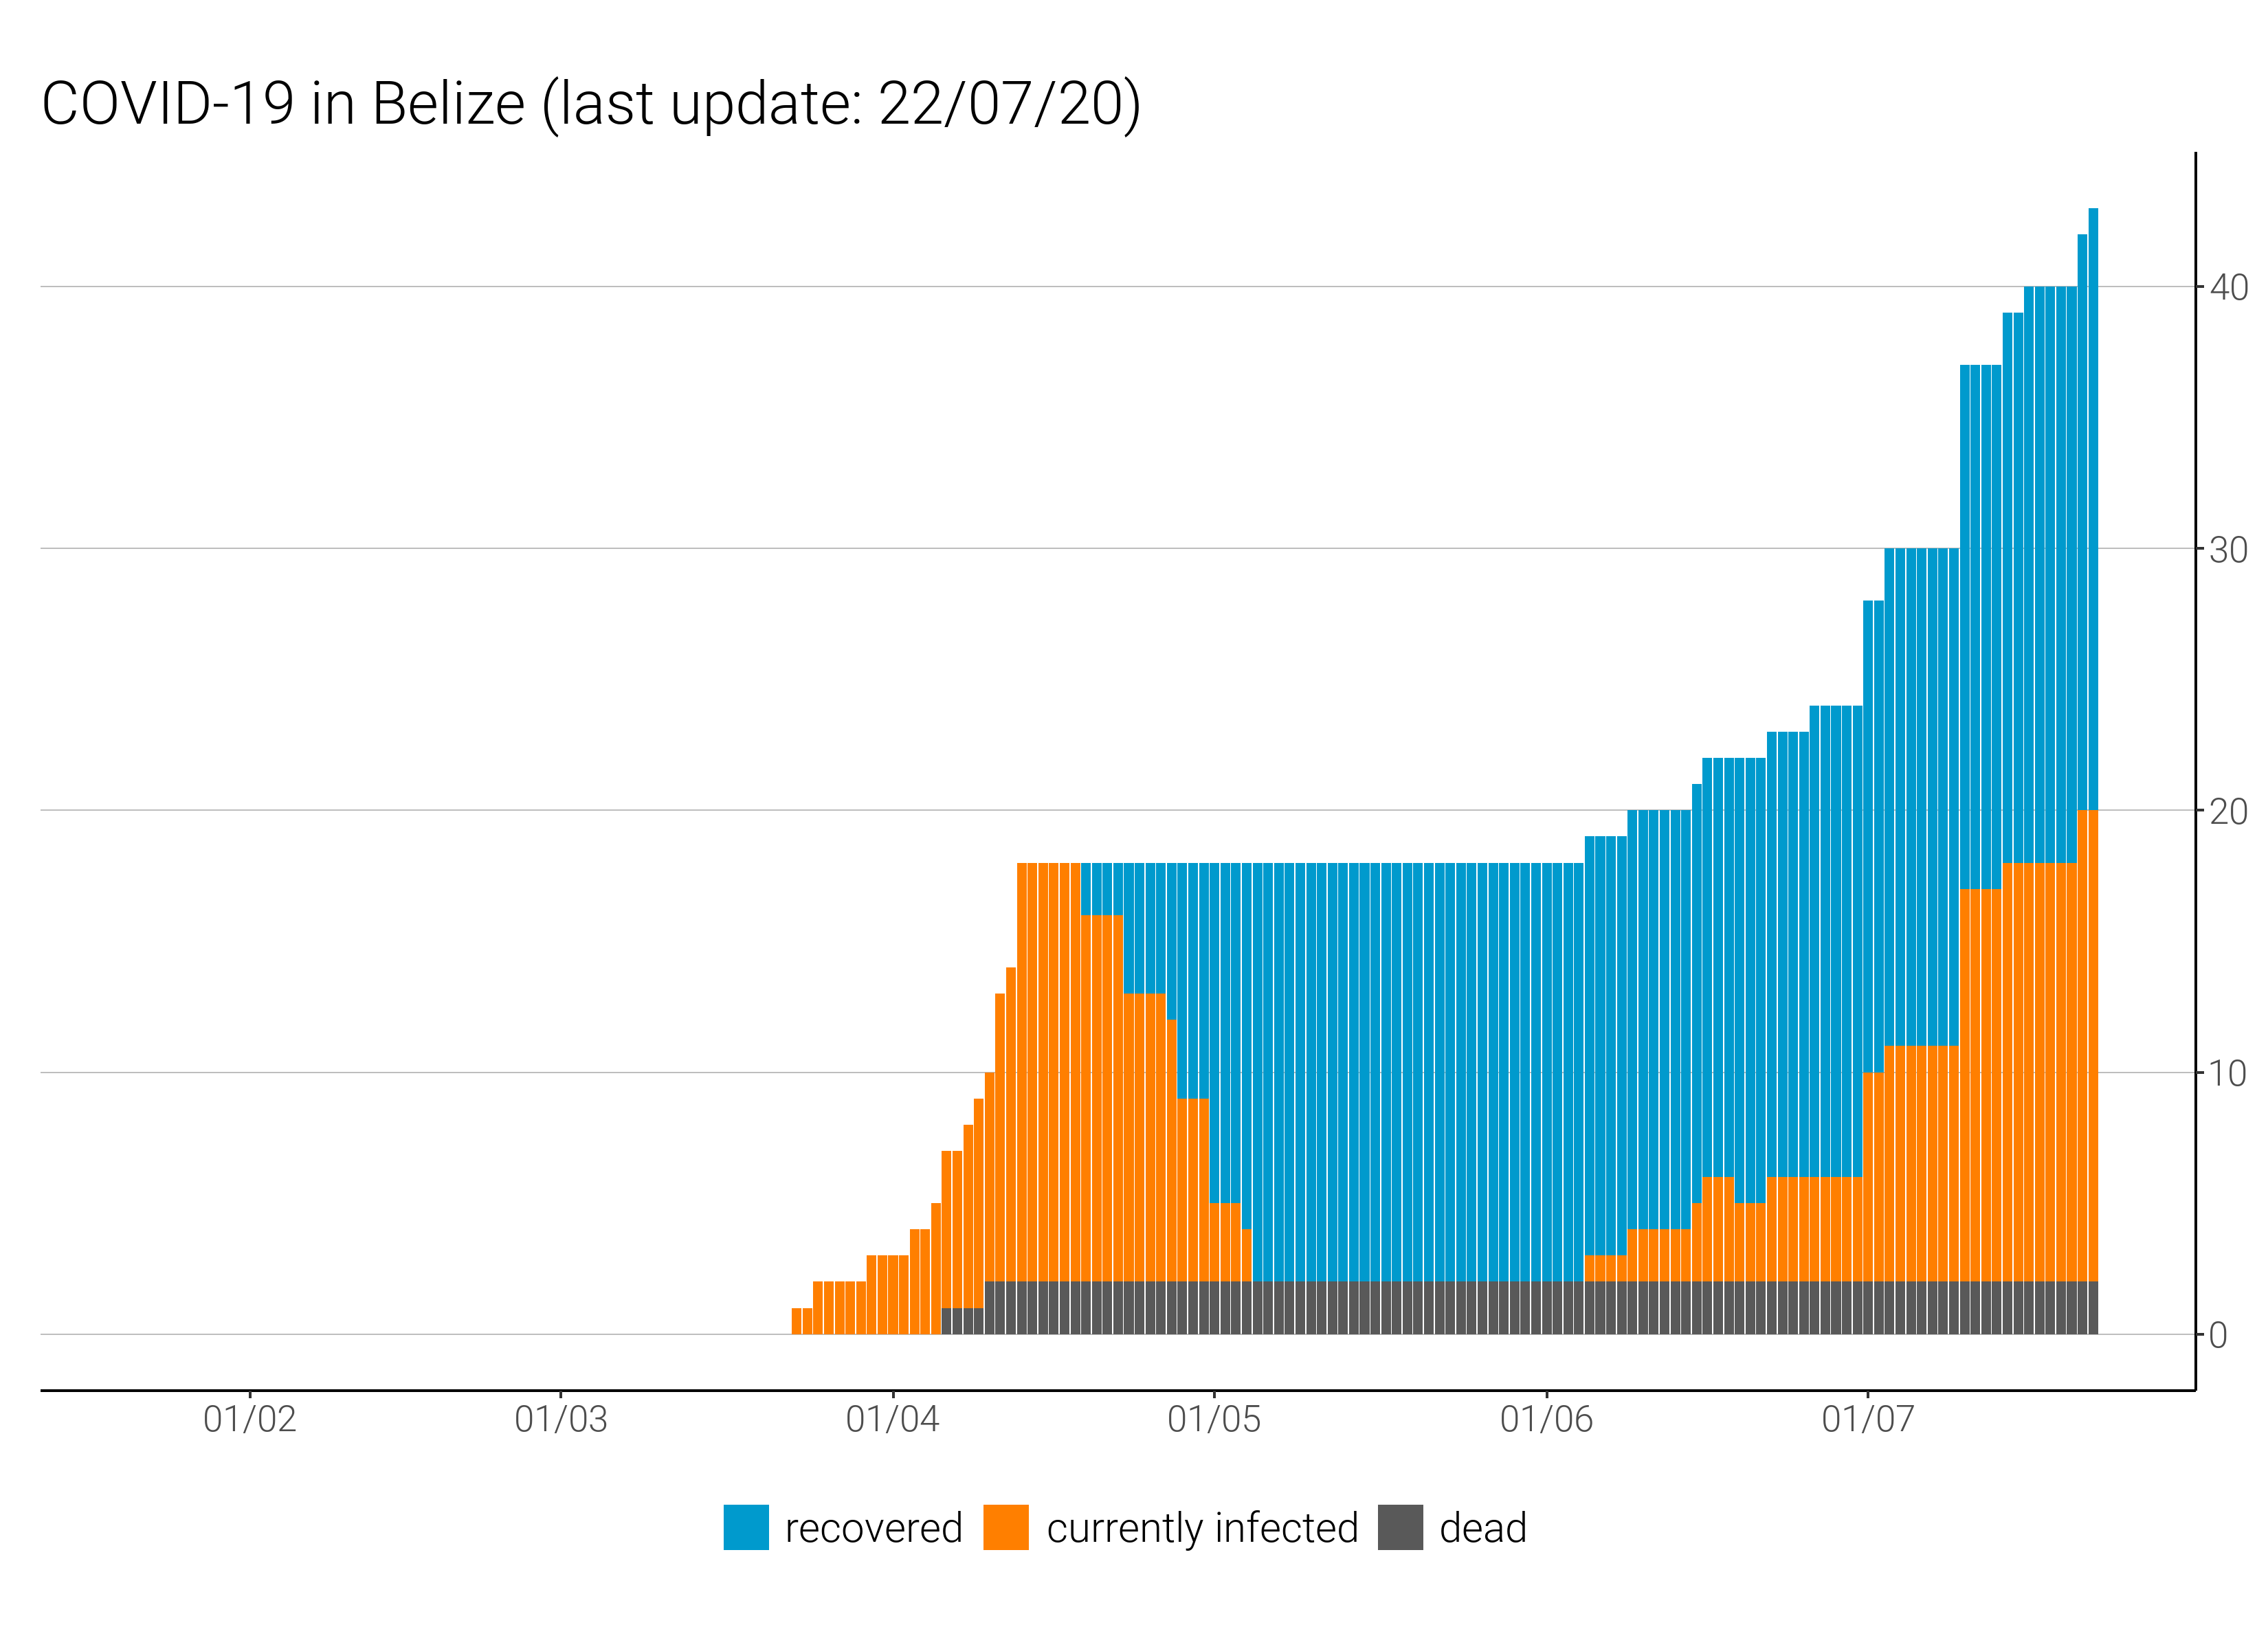 COVID-19 in Belize (last update: 22/07/20)
40
30
20
10
0
01/02 01/03 01/04 01/05 01/06 01/07
recovered currently infected dead